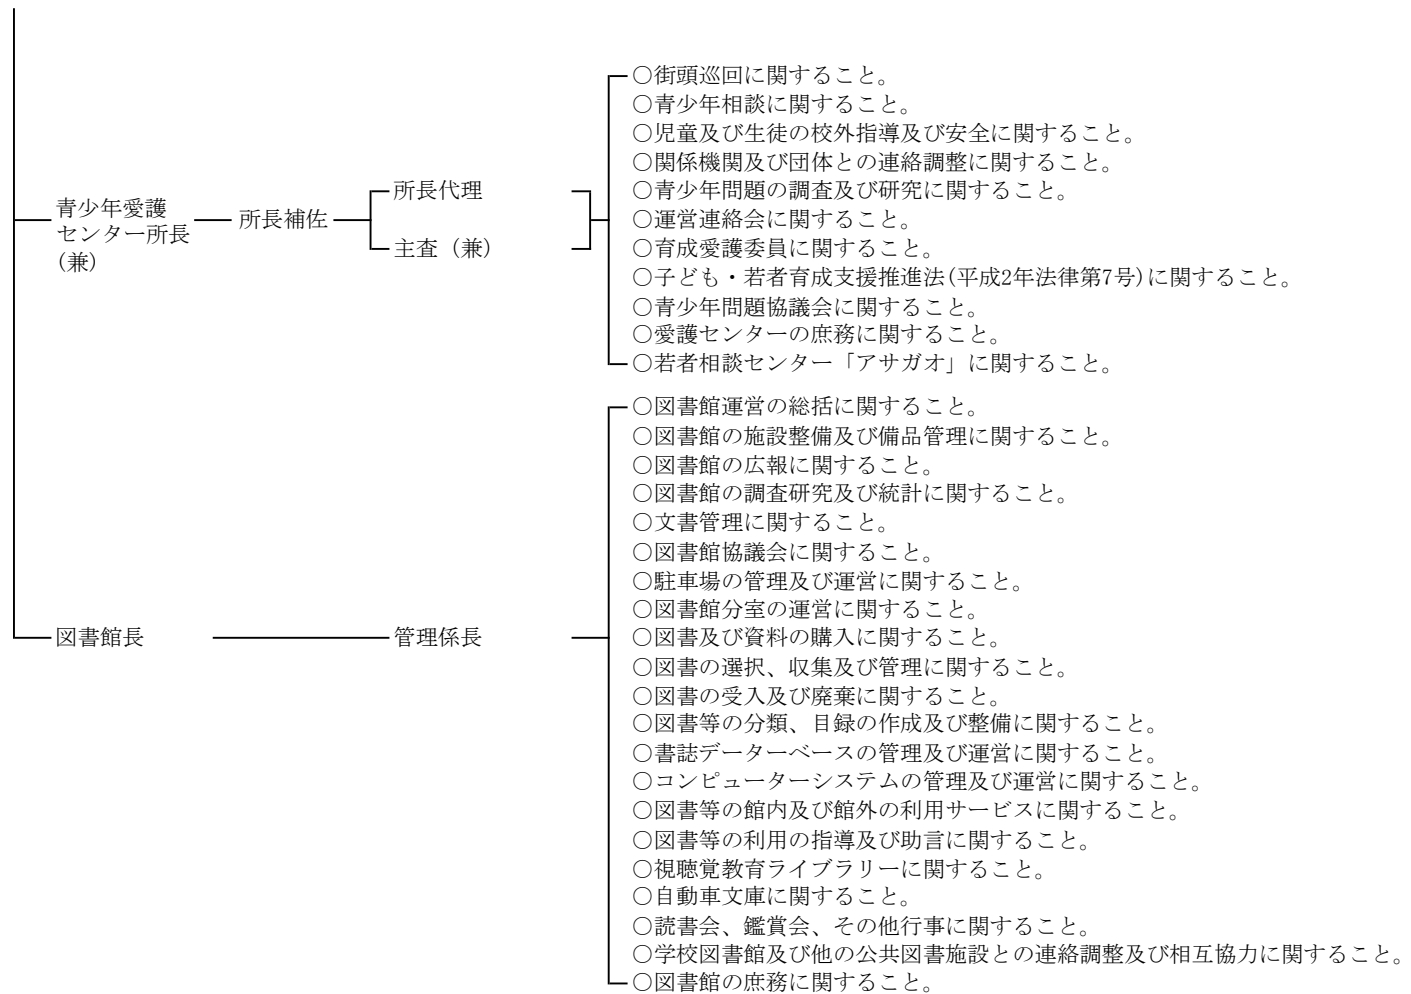 青少年愛護
センター所長
(兼)
所長補佐
所長代理
主査（兼）
○街頭巡回に関すること。
○青少年相談に関すること。
○児童及び生徒の校外指導及び安全に関すること。
○関係機関及び団体との連絡調整に関すること。
○青少年問題の調査及び研究に関すること。
○運営連絡会に関すること。
○育成愛護委員に関すること。
○子ども・若者育成支援推進法(平成2年法律第7号)に関すること。
○青少年問題協議会に関すること。
○愛護センターの庶務に関すること。
○若者相談センター「アサガオ」に関すること。
図書館長
管理係長
○図書館運営の総括に関すること。
○図書館の施設整備及び備品管理に関すること。
○図書館の広報に関すること。
○図書館の調査研究及び統計に関すること。
○文書管理に関すること。
○図書館協議会に関すること。
○駐車場の管理及び運営に関すること。
○図書館分室の運営に関すること。
○図書及び資料の購入に関すること。
○図書の選択、収集及び管理に関すること。
○図書の受入及び廃棄に関すること。
○図書等の分類、目録の作成及び整備に関すること。
○書誌データーベースの管理及び運営に関すること。
○コンピューターシステムの管理及び運営に関すること。
○図書等の館内及び館外の利用サービスに関すること。
○図書等の利用の指導及び助言に関すること。
○視聴覚教育ライブラリーに関すること。
○自動車文庫に関すること。
○読書会、鑑賞会、その他行事に関すること。
○学校図書館及び他の公共図書施設との連絡調整及び相互協力に関すること。
○図書館の庶務に関すること。